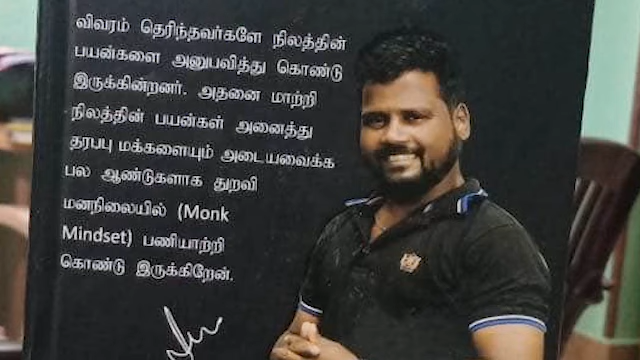 விவரம் தெரிந்தவர்களே நிலத்தின்
பயன்களை அனுபவித்து கொண்டு
இருக்கின்றனர். அதனை மாற்றி
நிலத்தின் பயன்கள் அனைத்து
தரப்பு மக்களையும் அடையவைக்க
பல ஆண்டுகளாக துறவி
மனநிலையில் (Monk
Mindset) பணியாற்றி
கொண்டு இருக்கிறேன்.